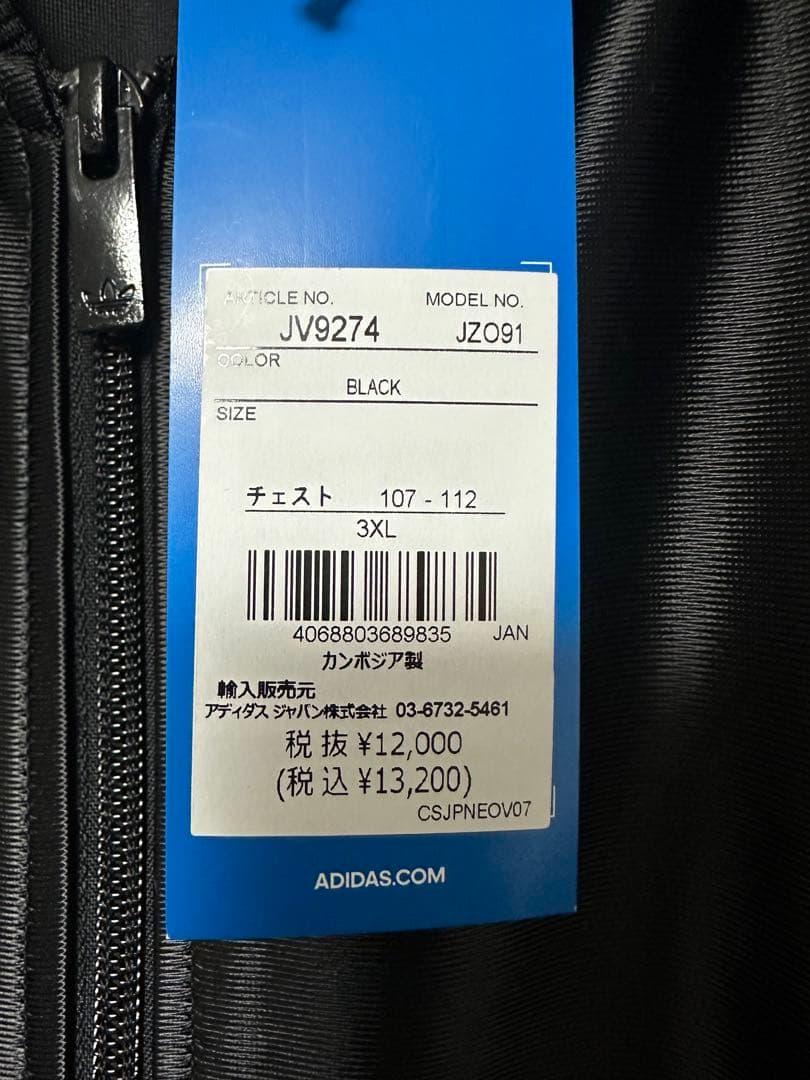 ARTICLE NO. MODEL NO.
JV9274 JZO91
COLOR
BLACK
SIZE
チェスト 107 - 112
3XL
4068803689835 JAN
カンボジア製
輸入販売元
アディダス ジャパン株式会社 03-6732-5461
税抜 ¥12,000
(税込 ¥13,200)
CSJPNEOV07
ADIDAS.COM